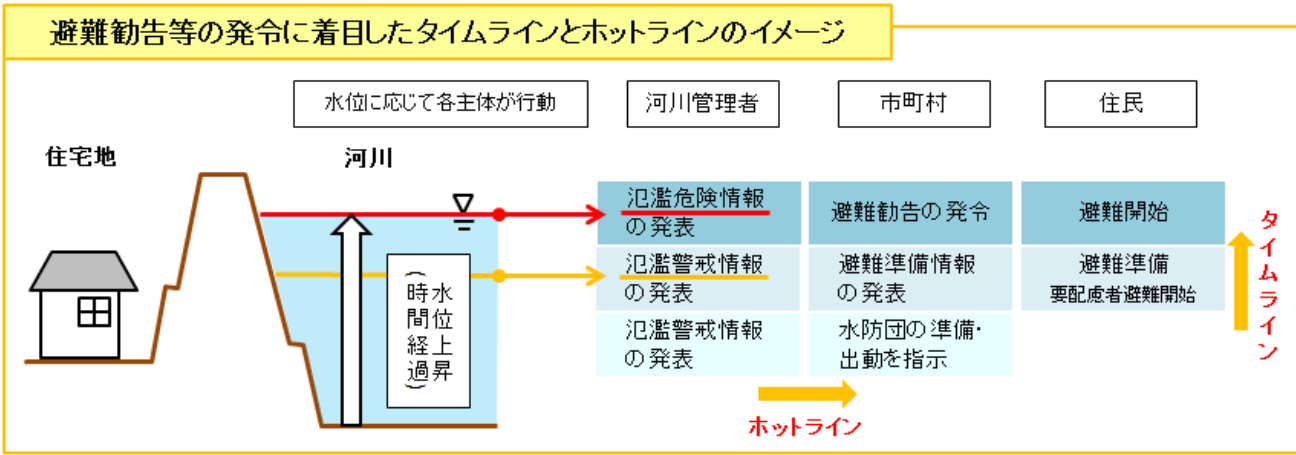 避難勧告等の発令に着目したタイムラインとホットラインのイメージ
水位に応じて各主体が行動
河川管理者
市町村
住民
住宅地
河川
氾濫危険情報
の発表
避難勧告の発令
避難開始
氾濫警戒情報
の発表
避難準備情報
の発表
避難準備
要配慮者避難開始
氾濫警戒情報
の発表
水防団の準備・
出動を指示
水位上昇
(時間経過)
タイムライン
ホットライン